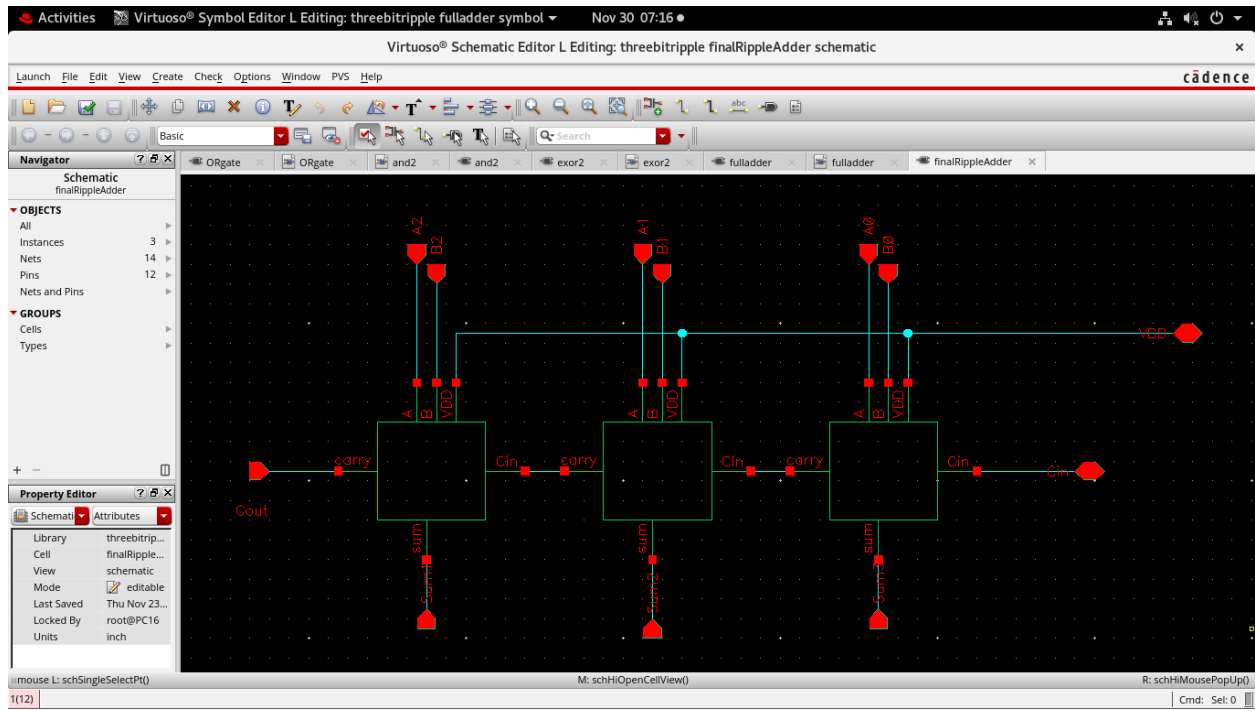 Activities Virtuoso® Symbol Editor L Editing: threebitripple fulladder symbol Nov 30 07:16
Virtuoso® Schematic Editor L Editing: threebitripple finalRippleAdder schematic ×
Launch File Edit View Create Check Options Window PVS Help cādence
Basic Search
Navigator ORgate ORgate and2 and2 exor2 exor2 fulladder fulladder finalRippleAdder
Schematic
finalRippleAdder
OBJECTS
All
Instances 3
Nets 14
Pins 12
Nets and Pins
GROUPS
Cells
Types
A2 B2 A1 B1 A0 B0
VDD
A B VDD A B VDD A B VDD
carry Cin carry Cin carry Cin Cin
Cout
sum sum sum
Sum2
Property Editor
Schemati Attributes
Library threebitrip...
Cell finalRipple...
View schematic
Mode editable
Last Saved Thu Nov 23...
Locked By root@PC16
Units inch
mouse L: schSingleSelectPt() M: schHiOpenCellView() R: schHiMousePopUp()
1(12) Cmd: Sel: 0